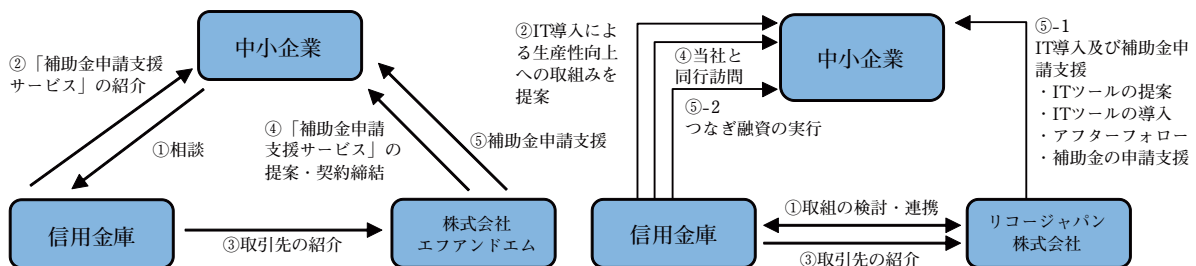 中小企業
②「補助金申請支援
サービス」の紹介
①相談
④「補助金申請
支援サービス」の
提案・契約締結
⑤補助金申請支援
信用金庫
③取引先の紹介
株式会社
エフアンドエム
②IT導入によ
る生産性向上
への取組みを
提案
④当社と
同行訪問
⑤-2
つなぎ融資の実行
中小企業
⑤-1
IT導入及び補助金申
請支援
・ITツールの提案
・ITツールの導入
・アフターフォロー
・補助金の申請支援
信用金庫
①取組の検討・連携
③取引先の紹介
リコージャパン
株式会社